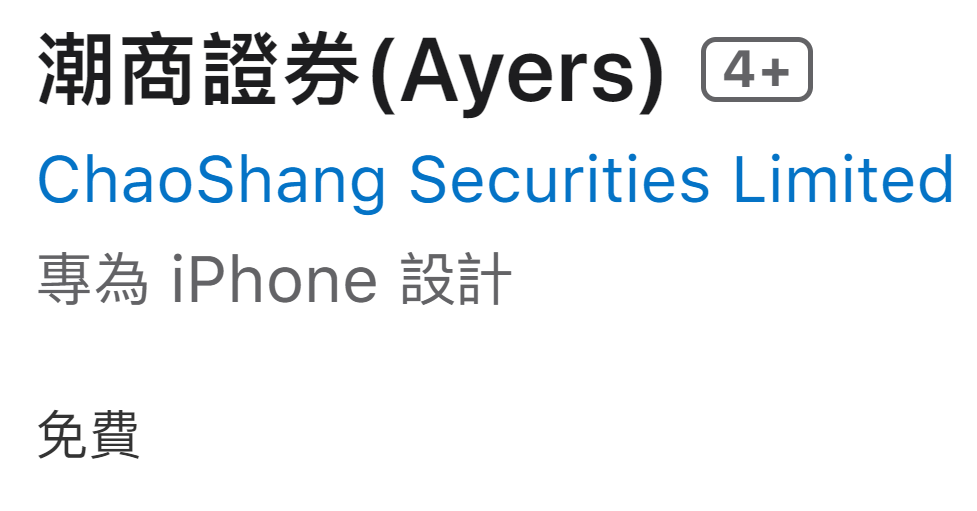 潮商證券(Ayers) 4+
ChaoShang Securities Limited
專為 iPhone 設計
免費